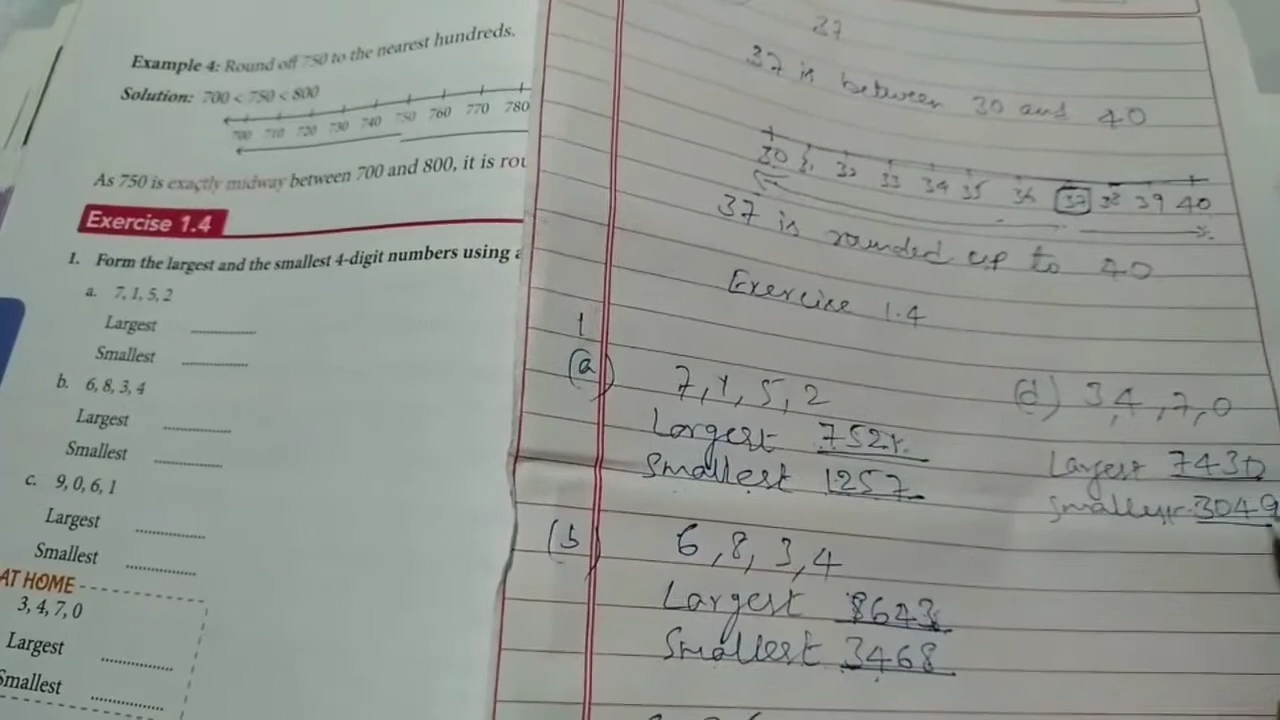 Example 4: Round off 750 to the nearest hundreds.
Solution: 700 < 750 < 800
700 710 720 730 740 750 760 770 780
As 750 is exactly midway between 700 and 800, it is rou
Exercise 1.4
1. Form the largest and the smallest 4-digit numbers using a
a. 7, 1, 5, 2
Largest
Smallest
b. 6, 8, 3, 4
Largest
Smallest
c. 9, 0, 6, 1
Largest
Smallest
AT HOME
3, 4, 7, 0
Largest
Smallest
37
37 is between 30 and 40
30 31 32 33 34 35 36 37 38 39 40
37 is rounded up to 40
Exercise 1.4
1
(a) 7, 1, 5, 2
Largest 7521
Smallest 1257
(b) 6, 8, 3, 4
Largest 8643
Smallest 3468
(d) 3, 4, 7, 0
Largest 7430
Smallest 3049